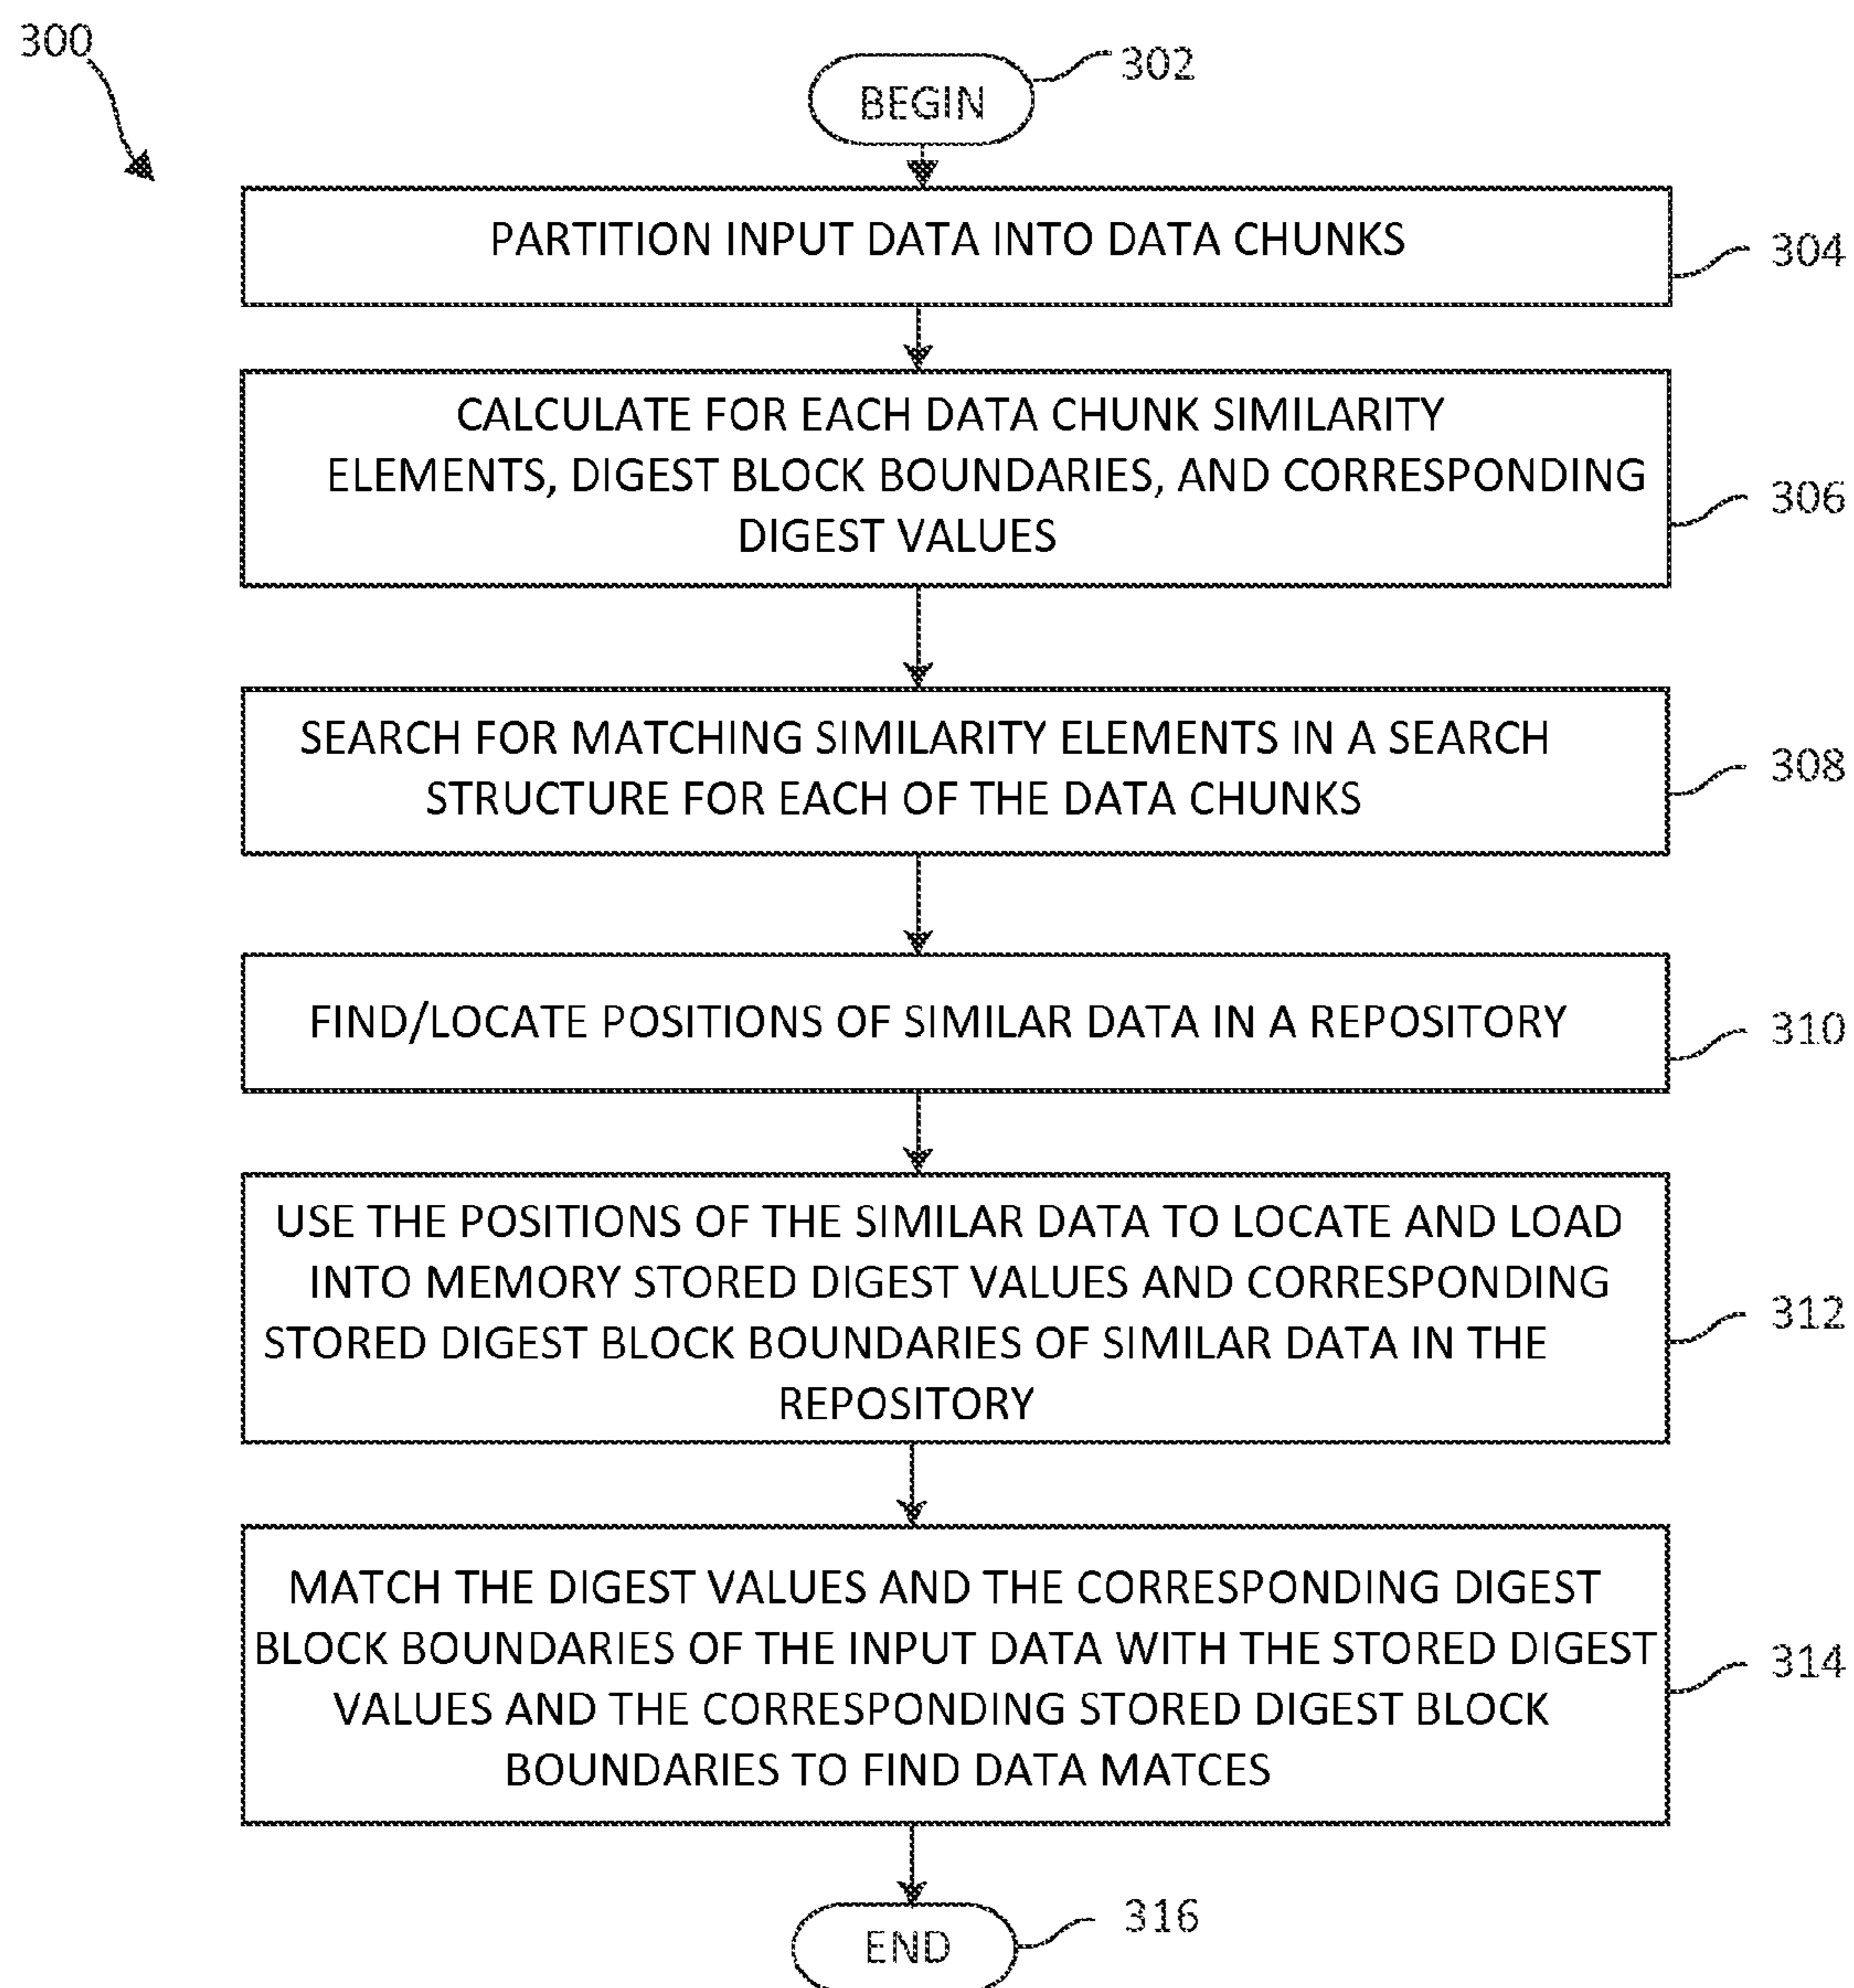 300
302
BEGIN
PARTITION INPUT DATA INTO DATA CHUNKS
304
CALCULATE FOR EACH DATA CHUNK SIMILARITY
ELEMENTS, DIGEST BLOCK BOUNDARIES, AND CORRESPONDING
DIGEST VALUES
306
SEARCH FOR MATCHING SIMILARITY ELEMENTS IN A SEARCH
STRUCTURE FOR EACH OF THE DATA CHUNKS
308
FIND/LOCATE POSITIONS OF SIMILAR DATA IN A REPOSITORY
310
USE THE POSITIONS OF THE SIMILAR DATA TO LOCATE AND LOAD
INTO MEMORY STORED DIGEST VALUES AND CORRESPONDING
STORED DIGEST BLOCK BOUNDARIES OF SIMILAR DATA IN THE
REPOSITORY
312
MATCH THE DIGEST VALUES AND THE CORRESPONDING DIGEST
BLOCK BOUNDARIES OF THE INPUT DATA WITH THE STORED DIGEST
VALUES AND THE CORRESPONDING STORED DIGEST BLOCK
BOUNDARIES TO FIND DATA MATCES
314
END
316